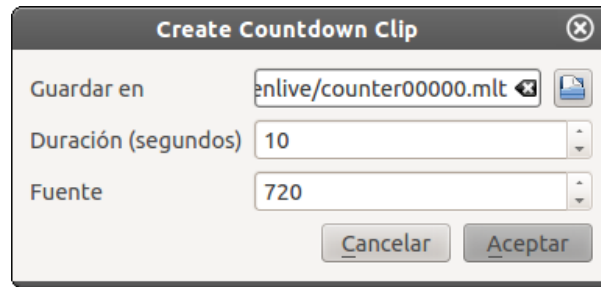 Create Countdown Clip
Guardar en enlive/counter00000.mlt
Duración (segundos) 10
Fuente 720
Cancelar Aceptar